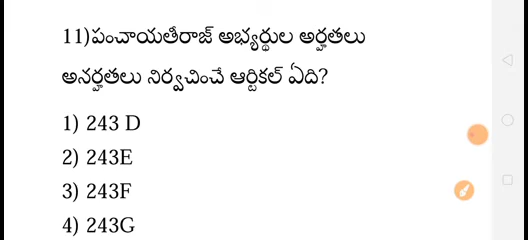 11)పంచాయతీరాజ్ అభ్యర్థుల అర్హతలు
అనర్హతలు నిర్వచించే ఆర్టికల్ ఏది?
1) 243 D
2) 243E
3) 243F
4) 243G